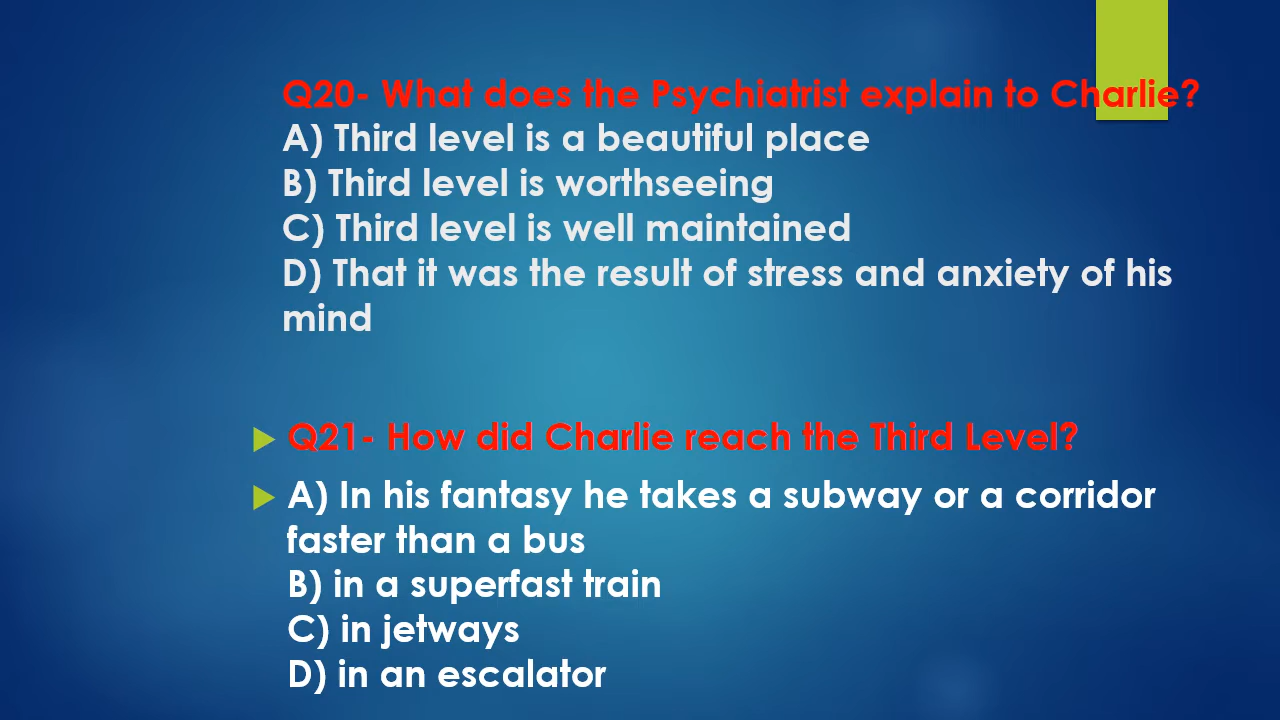 Q20- What does the Psychiatrist explain to Charlie?
A) Third level is a beautiful place
B) Third level is worthseeing
C) Third level is well maintained
D) That it was the result of stress and anxiety of his
mind
Q21- How did Charlie reach the Third Level?
A) In his fantasy he takes a subway or a corridor
faster than a bus
B) in a superfast train
C) in jetways
D) in an escalator